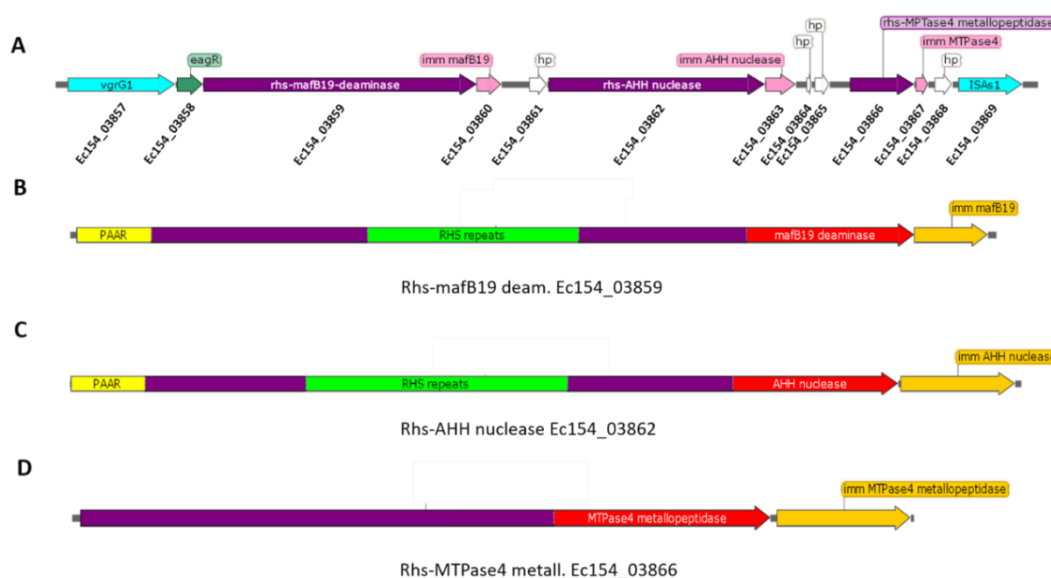 A
vgrG1
eagR
rhs-mafB19-deaminase
imm mafB19
hp
rhs-AHH nuclease
imm AHH nuclease
hp
hp
rhs-MPTase4 metallopeptidase
imm MTPase4
hp
ISAs1
Ec154_03857
Ec154_03858
Ec154_03859
Ec154_03860
Ec154_03861
Ec154_03862
Ec154_03863
Ec154_03864
Ec154_03865
Ec154_03866
Ec154_03867
Ec154_03868
Ec154_03869
B
imm mafB19
PAAR
RHS repeats
mafB19 deaminase
Rhs-mafB19 deam. Ec154_03859
C
imm AHH nuclease
PAAR
RHS repeats
AHH nuclease
Rhs-AHH nuclease Ec154_03862
D
imm MTPase4 metallopeptidase
MTPase4 metallopeptidase
Rhs-MTPase4 metall. Ec154_03866